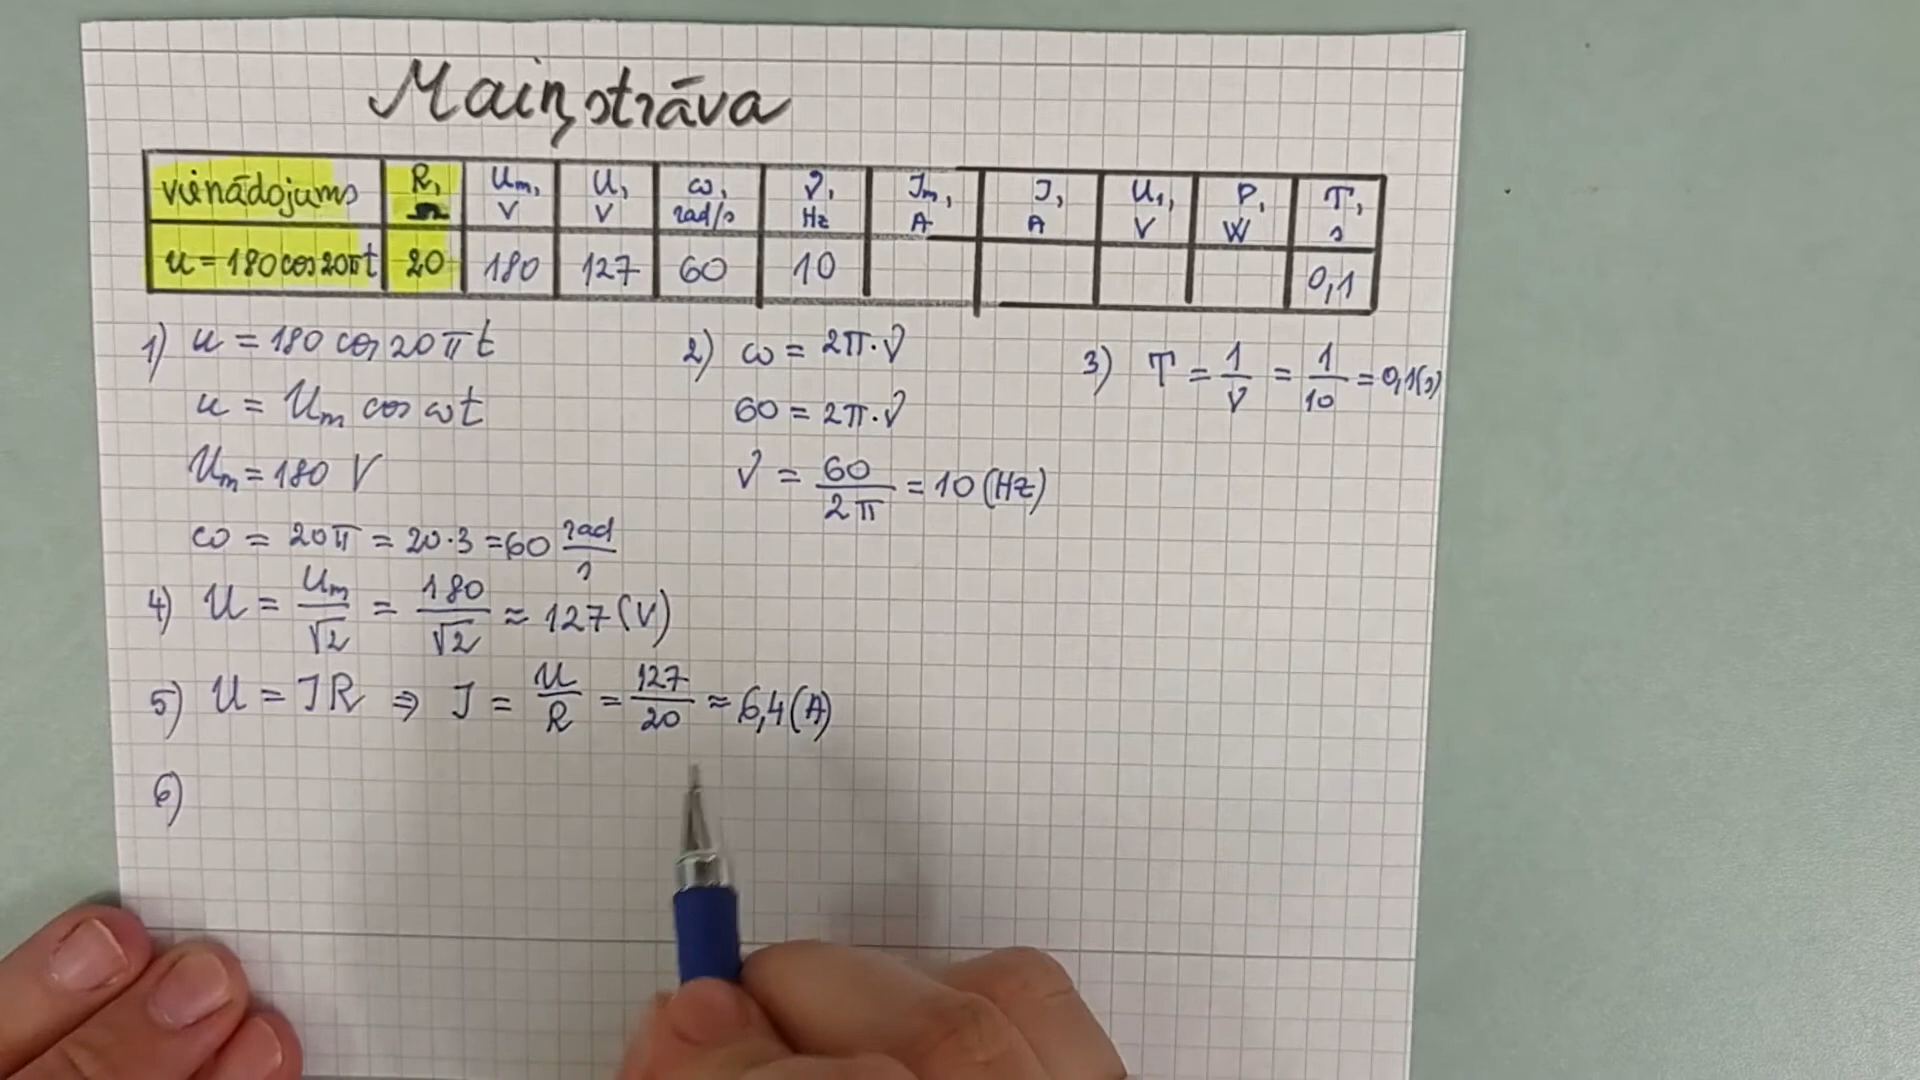 Maiņstrāva
vienādojums R, Ω Um, V U, V ω, rad/s ν, Hz Im, A I, A U1, V P, W T, s
u = 180 cos 20πt 20 180 127 60 10 0,1
1) u = 180 cos 20πt
u = Um cos ωt
Um = 180 V
ω = 20π = 20·3 = 60 rad/s
2) ω = 2π·ν
60 = 2π·ν
ν = 60/2π = 10 (Hz)
3) T = 1/ν = 1/10 = 0,1(s)
4) U = Um/√2 = 180/√2 ≈ 127 (V)
5) U = IR ⇒ I = U/R = 127/20 ≈ 6,4 (A)
6)